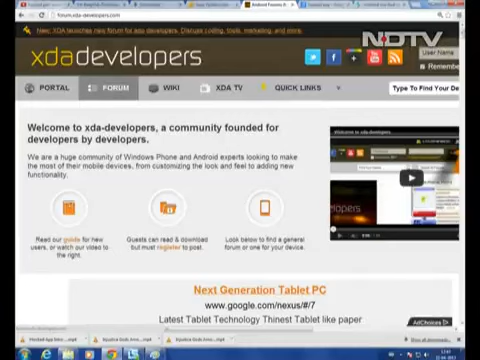 forum.xda-developers.com
New: XDA launches new forum for app developers. Discuss coding, tools, marketing, and more.
NDTV
xdadevelopers
User Name
Remember
PORTAL
FORUM
WIKI
XDA TV
QUICK LINKS
Type To Find Your De
Welcome to xda-developers, a community founded for
developers by developers.
We are a huge community of Windows Phone and Android experts looking to make
the most of their mobile devices, from customizing the look and feel to adding new
functionality.
Read our guide for new
users, or watch our video to
the right.
Guests can read & download
but must register to post.
Look below to find a general
forum or one for your device.
Next Generation Tablet PC
www.google.com/nexus/#/7
Latest Tablet Technology Thinest Tablet like paper
AdChoices
Show all downloads...